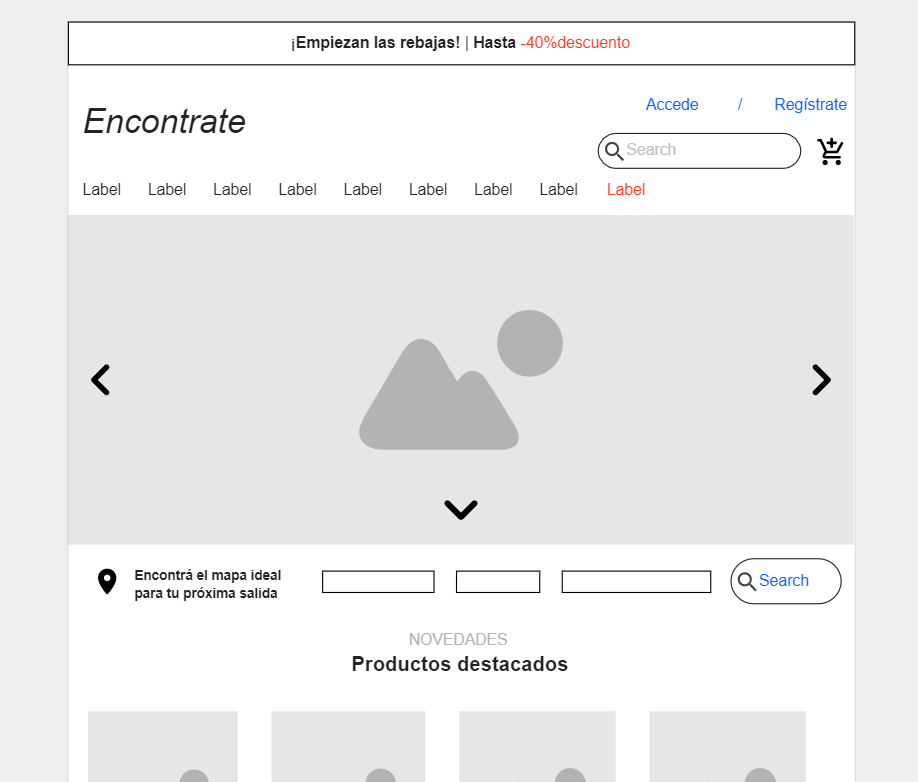 ¡Empiezan las rebajas! | Hasta -40%descuento
Accede / Regístrate
Encontrate
Search
Label Label Label Label Label Label Label Label Label
Encontrá el mapa ideal
para tu próxima salida
Search
NOVEDADES
Productos destacados